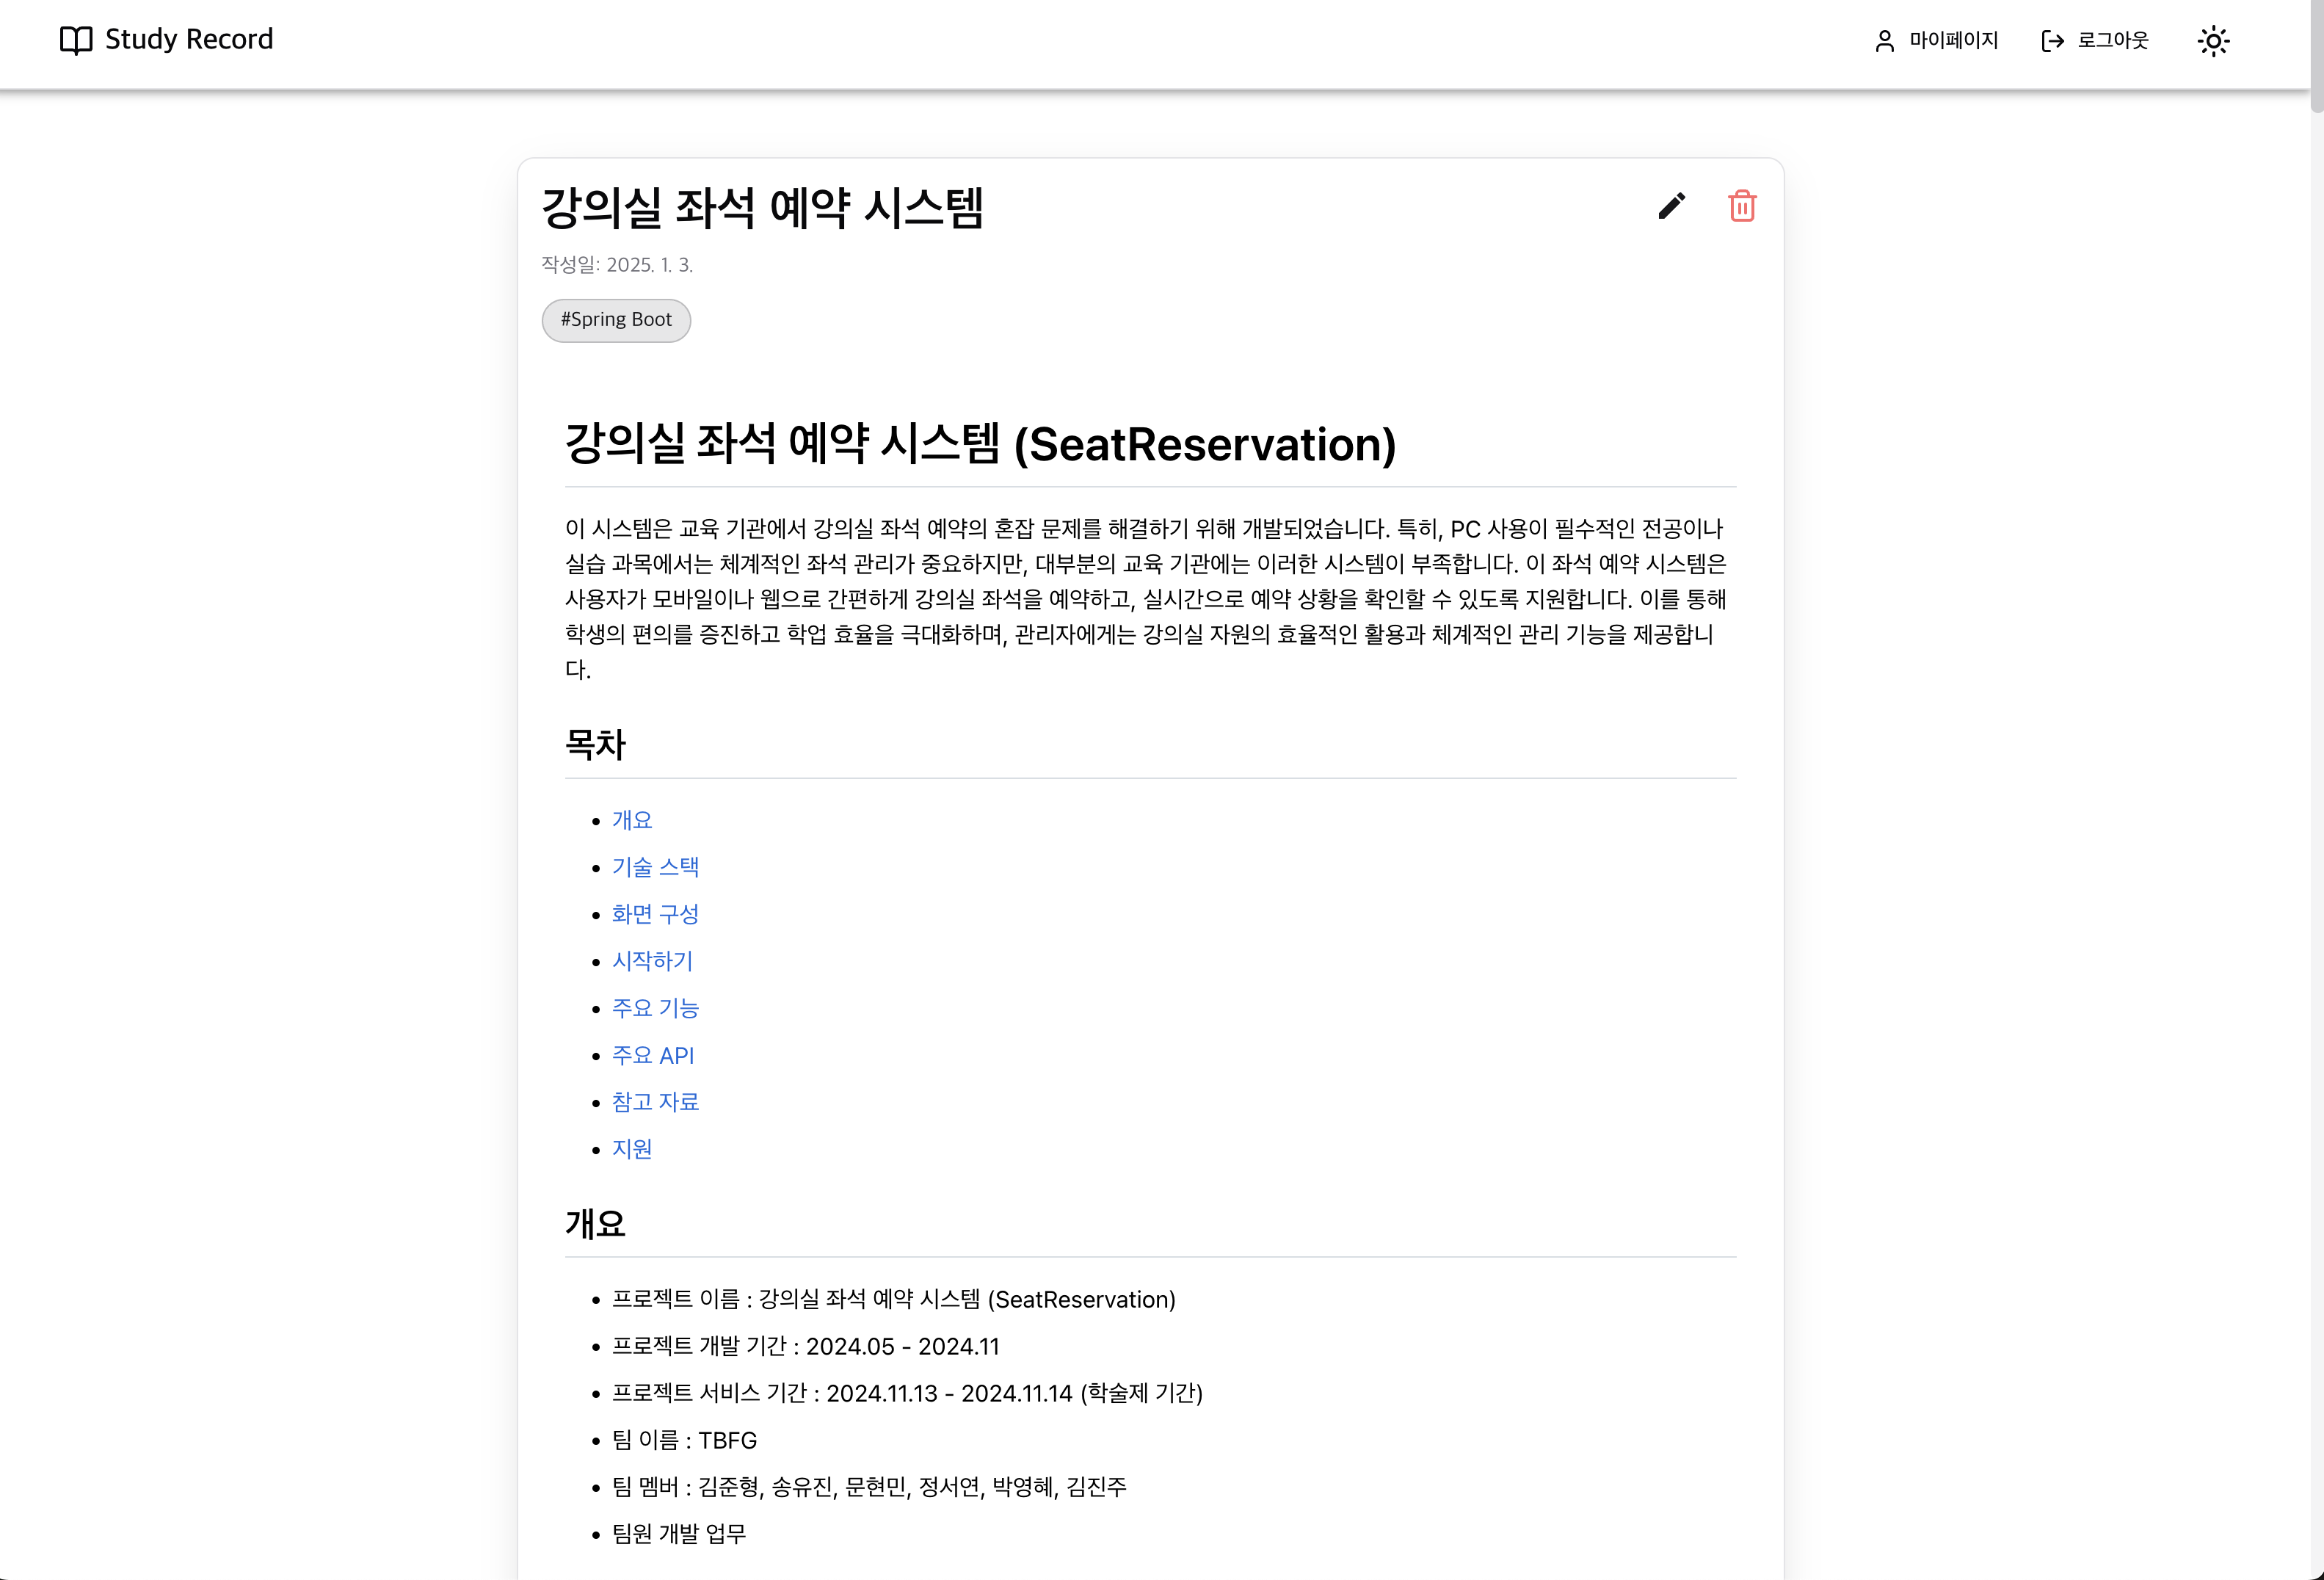 Study Record
마이페이지
로그아웃
강의실 좌석 예약 시스템
작성일: 2025. 1. 3.
#Spring Boot
강의실 좌석 예약 시스템 (SeatReservation)
이 시스템은 교육 기관에서 강의실 좌석 예약의 혼잡 문제를 해결하기 위해 개발되었습니다. 특히, PC 사용이 필수적인 전공이나
실습 과목에서는 체계적인 좌석 관리가 중요하지만, 대부분의 교육 기관에는 이러한 시스템이 부족합니다. 이 좌석 예약 시스템은
사용자가 모바일이나 웹으로 간편하게 강의실 좌석을 예약하고, 실시간으로 예약 상황을 확인할 수 있도록 지원합니다. 이를 통해
학생의 편의를 증진하고 학업 효율을 극대화하며, 관리자에게는 강의실 자원의 효율적인 활용과 체계적인 관리 기능을 제공합니
다.
목차
• 개요
• 기술 스택
• 화면 구성
• 시작하기
• 주요 기능
• 주요 API
• 참고 자료
• 지원
개요
• 프로젝트 이름 : 강의실 좌석 예약 시스템 (SeatReservation)
• 프로젝트 개발 기간 : 2024.05 - 2024.11
• 프로젝트 서비스 기간 : 2024.11.13 - 2024.11.14 (학술제 기간)
• 팀 이름 : TBFG
• 팀 멤버 : 김준형, 송유진, 문현민, 정서연, 박영혜, 김진주
• 팀원 개발 업무